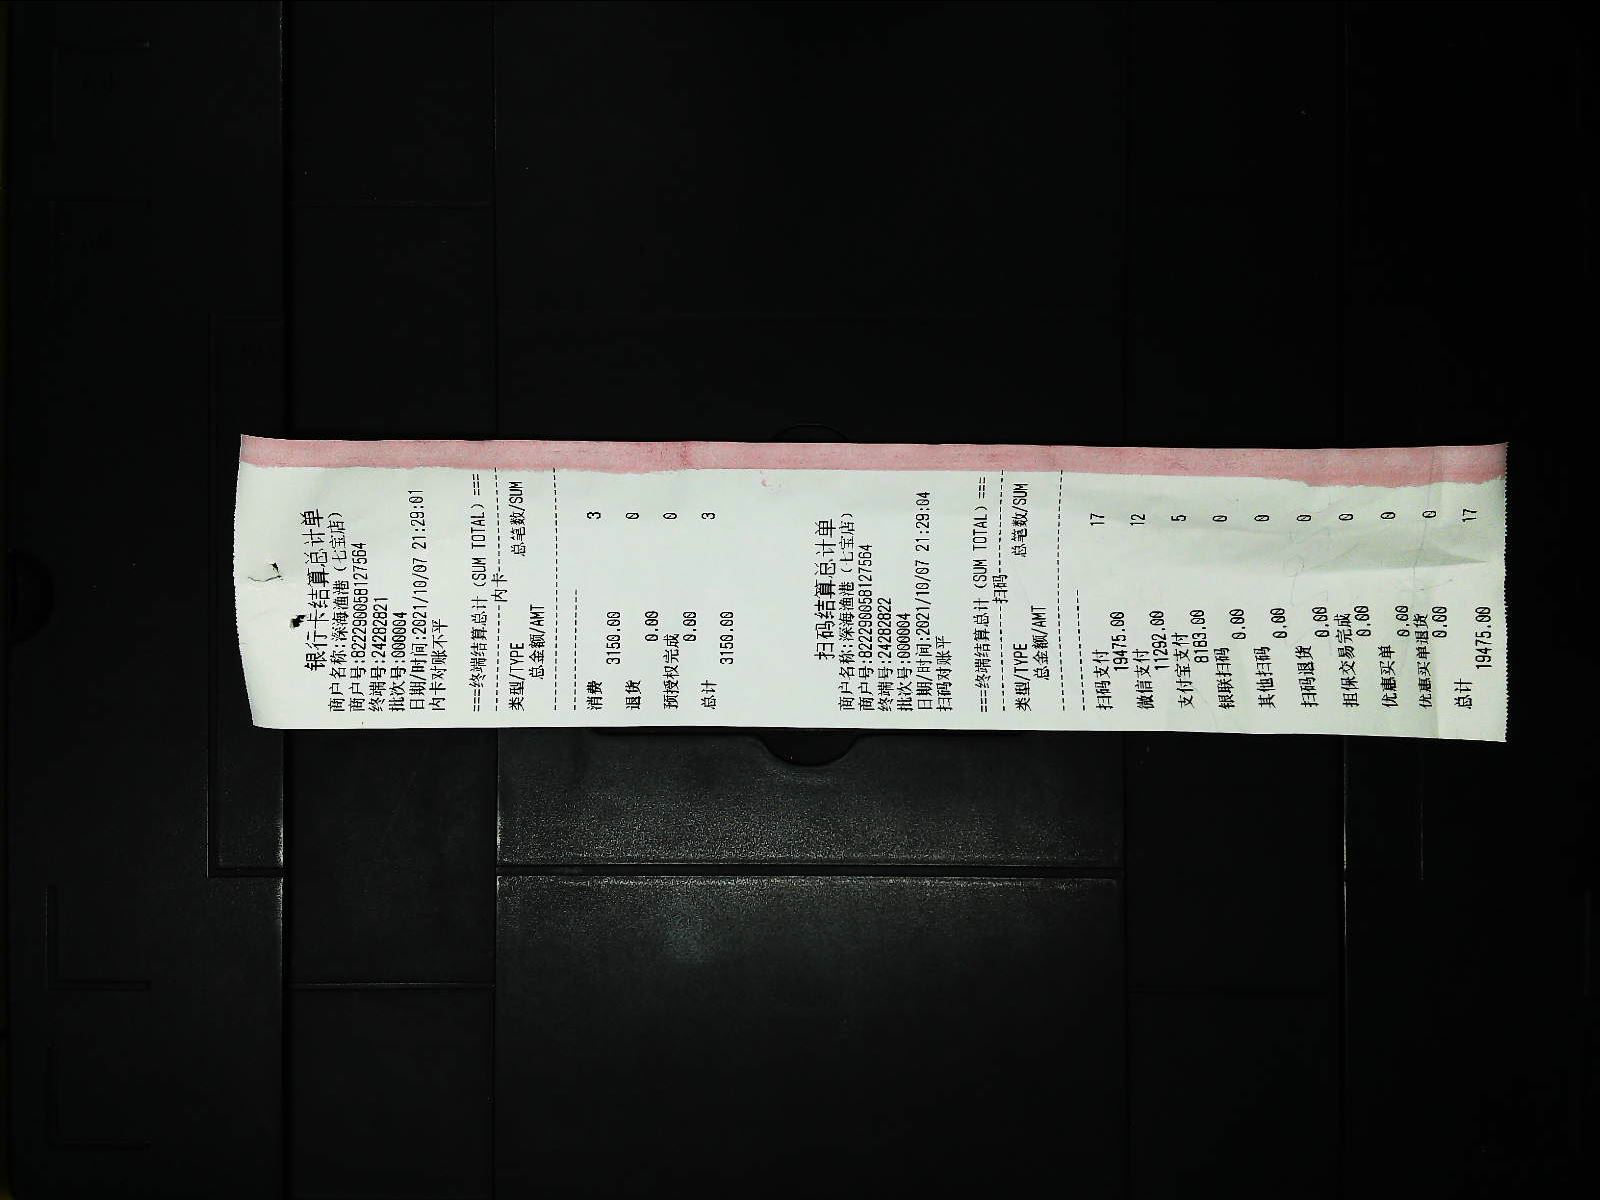 银行卡结算总计单
商户名称:深海渔港(七宝店)
商户号:822290058127564
终端号:24282821
批次号:000004
日期/时间:2021/10/07 21:29:01
内卡对账不平
===终端结算总计(SUM TOTAL)===
---------------内卡---------------
类型/TYPE 总笔数/SUM
总金额/AMT
--------------------------------
消费 3
3150.00
退货 0
0.00
预授权完成 0
0.00
总计 3
3150.00
扫码结算总计单
商户名称:深海渔港(七宝店)
商户号:822290058127564
终端号:24282822
批次号:000004
日期/时间:2021/10/07 21:29:04
扫码对账平
===终端结算总计(SUM TOTAL)===
---------------扫码---------------
类型/TYPE 总笔数/SUM
总金额/AMT
--------------------------------
扫码支付 17
19475.00
微信支付 12
11292.00
支付宝支付 5
8183.00
银联扫码 0
0.00
其他扫码 0
0.00
扫码退货 0
0.00
担保交易完成 0
0.00
优惠买单 0
0.00
优惠买单退货 0
0.00
总计 17
19475.00